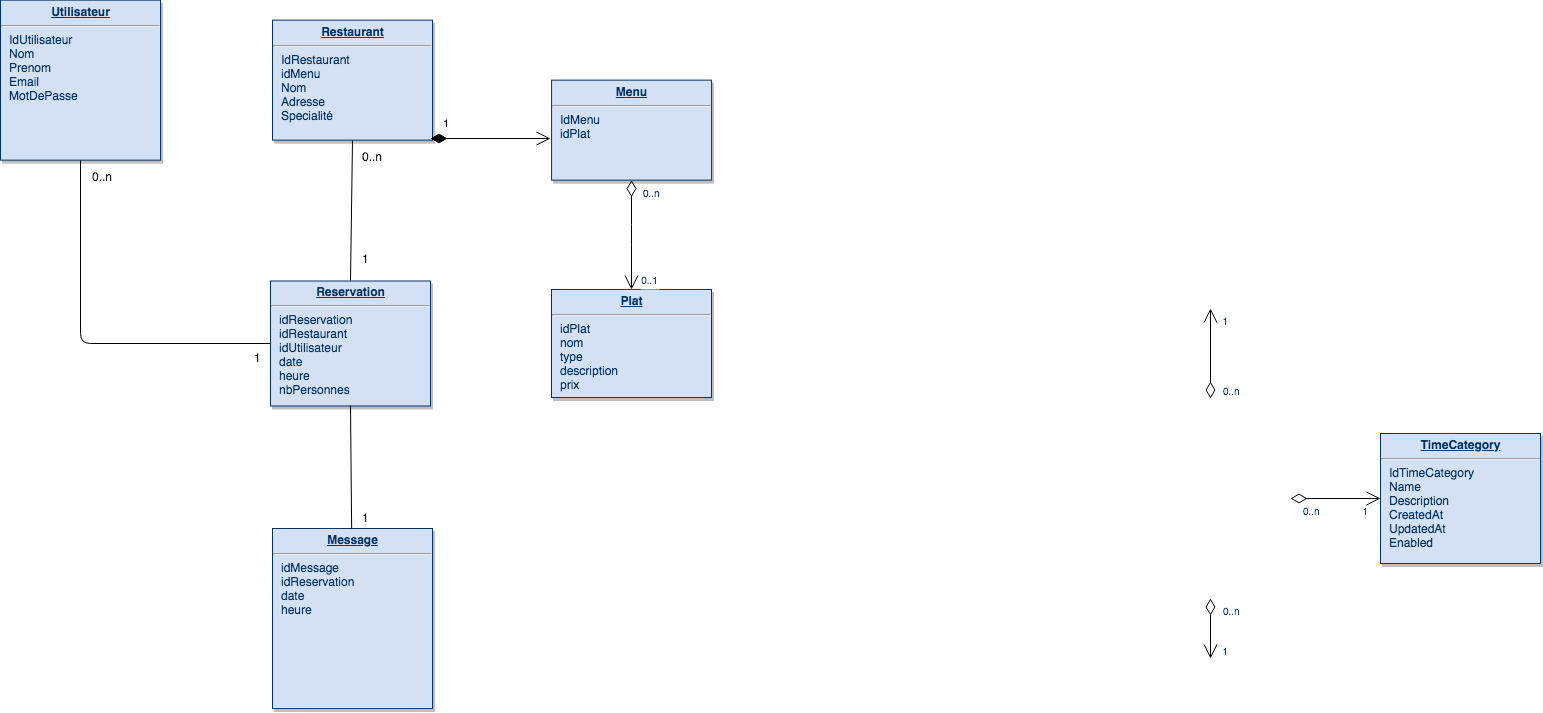 Utilisateur
IdUtilisateur
Nom
Prenom
Email
MotDePasse
0..n
Restaurant
IdRestaurant
idMenu
Nom
Adresse
Specialité
1
0..n
Menu
IdMenu
idPlat
0..n
0..1
Plat
idPlat
nom
type
description
prix
1
Reservation
idReservation
idRestaurant
idUtilisateur
date
heure
nbPersonnes
1
1
Message
idMessage
idReservation
date
heure
1
0..n
0..n
1
TimeCategory
IdTimeCategory
Name
Description
CreatedAt
UpdatedAt
Enabled
0..n
1